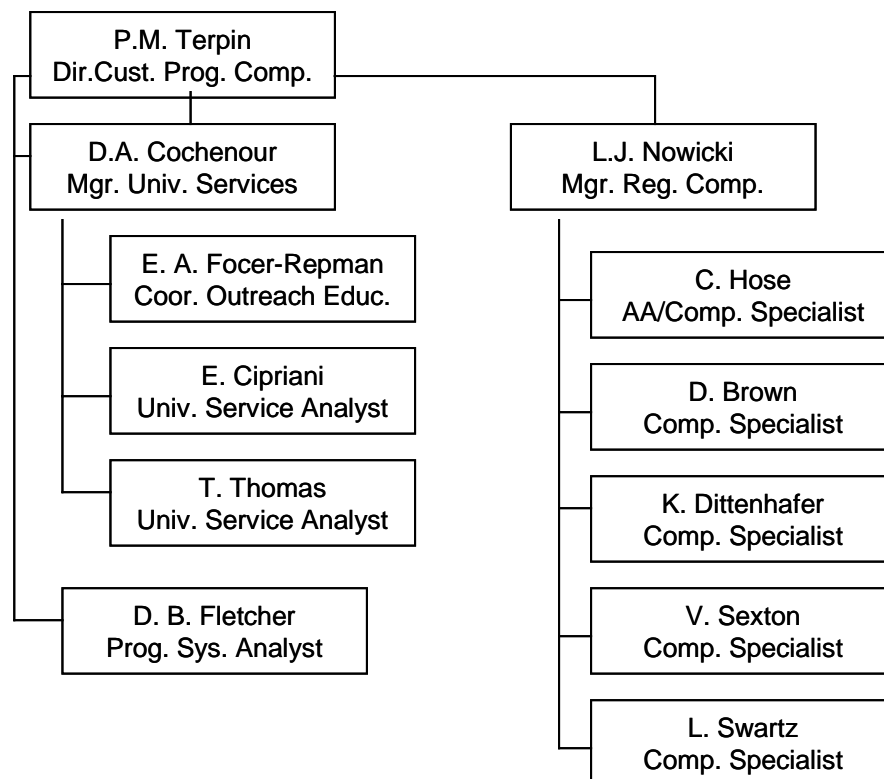 P.M. Terpin
Dir.Cust. Prog. Comp.
D.A. Cochenour
Mgr. Univ. Services
L.J. Nowicki
Mgr. Reg. Comp.
E. A. Focer-Repman
Coor. Outreach Educ.
E. Cipriani
Univ. Service Analyst
T. Thomas
Univ. Service Analyst
D. B. Fletcher
Prog. Sys. Analyst
C. Hose
AA/Comp. Specialist
D. Brown
Comp. Specialist
K. Dittenhafer
Comp. Specialist
V. Sexton
Comp. Specialist
L. Swartz
Comp. Specialist